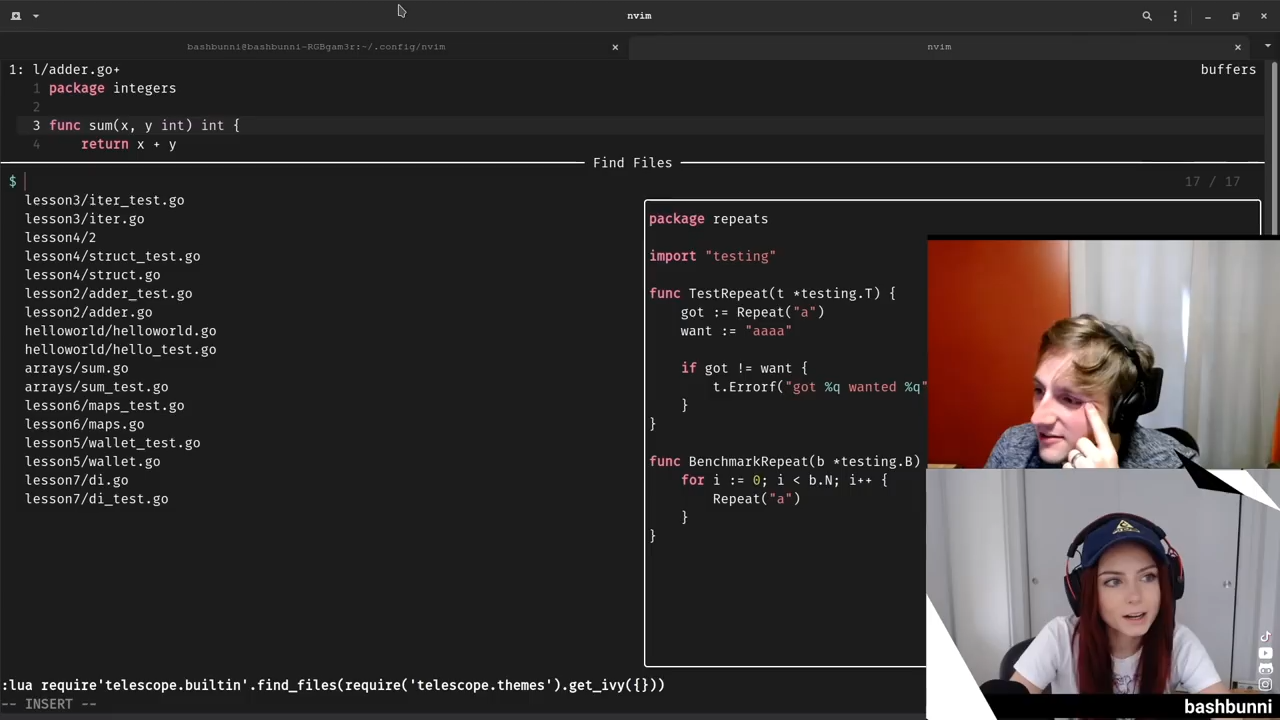 nvim
bashbunni@bashbunni-RGBgam3r:~/.config/nvim
nvim
1: l/adder.go+
buffers
1 package integers
2
3 func sum(x, y int) int {
4 return x + y
Find Files
$
17 / 17
lesson3/iter_test.go
lesson3/iter.go
lesson4/2
lesson4/struct_test.go
lesson4/struct.go
lesson2/adder_test.go
lesson2/adder.go
helloworld/helloworld.go
helloworld/hello_test.go
arrays/sum.go
arrays/sum_test.go
lesson6/maps_test.go
lesson6/maps.go
lesson5/wallet_test.go
lesson5/wallet.go
lesson7/di.go
lesson7/di_test.go
package repeats
import "testing"
func TestRepeat(t *testing.T) {
got := Repeat("a")
want := "aaaa"
if got != want {
t.Errorf("got %q wanted %q"
}
}
func BenchmarkRepeat(b *testing.B)
for i := 0; i < b.N; i++ {
Repeat("a")
}
}
:lua require'telescope.builtin'.find_files(require('telescope.themes').get_ivy({}))
-- INSERT --
bashbunni